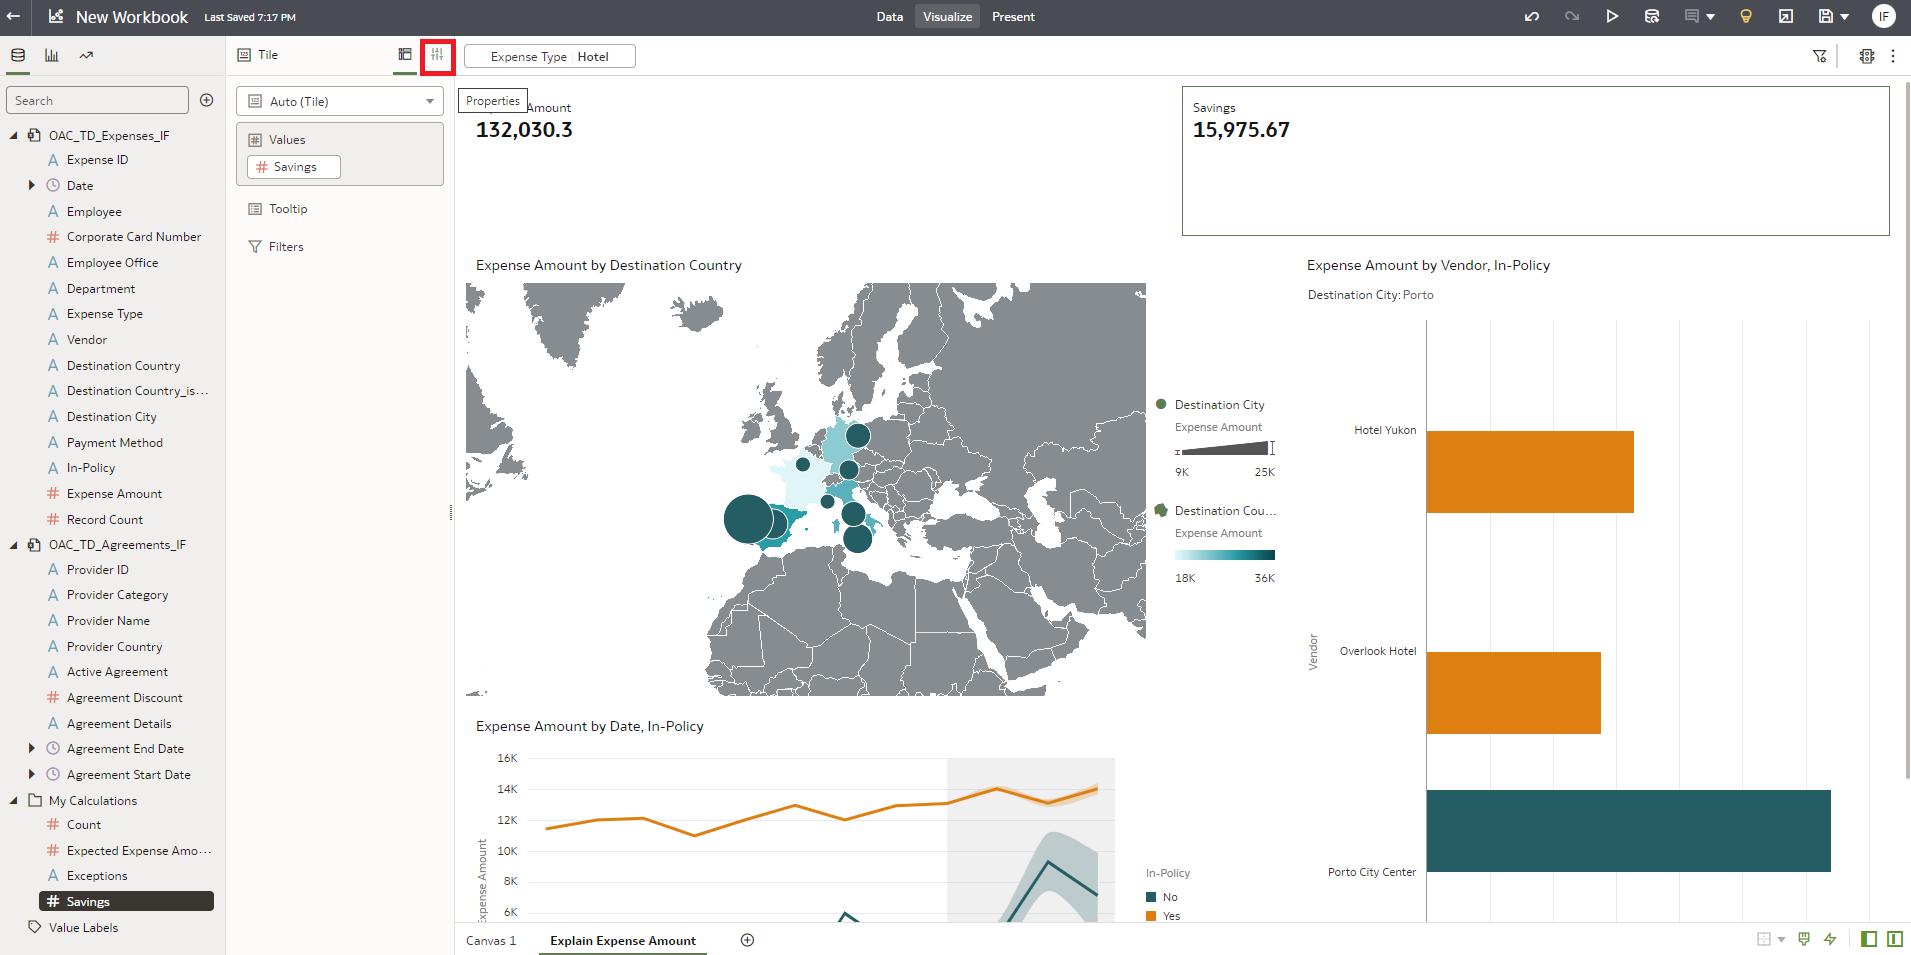 New Workbook
Last Saved 7:17 PM
Data
Visualize
Present
IF
Tile
Expense Type
Hotel
Search
Auto (Tile)
Values
Savings
Tooltip
Filters
OAC_TD_Expenses_IF
Expense ID
Date
Employee
Corporate Card Number
Employee Office
Department
Expense Type
Vendor
Destination Country
Destination Country_is...
Destination City
Payment Method
In-Policy
Expense Amount
Record Count
OAC_TD_Agreements_IF
Provider ID
Provider Category
Provider Name
Provider Country
Active Agreement
Agreement Discount
Agreement Details
Agreement End Date
Agreement Start Date
My Calculations
Count
Expected Expense Amo...
Exceptions
Savings
Value Labels
Properties
Amount
132,030.3
Savings
15,975.67
Expense Amount by Destination Country
Destination City
Expense Amount
9K
25K
Destination Cou...
Expense Amount
18K
36K
Expense Amount by Vendor, In-Policy
Destination City: Porto
Vendor
Hotel Yukon
Overlook Hotel
Porto City Center
Expense Amount by Date, In-Policy
Expense Amount
16K
14K
12K
10K
8K
6K
In-Policy
No
Yes
Canvas 1
Explain Expense Amount